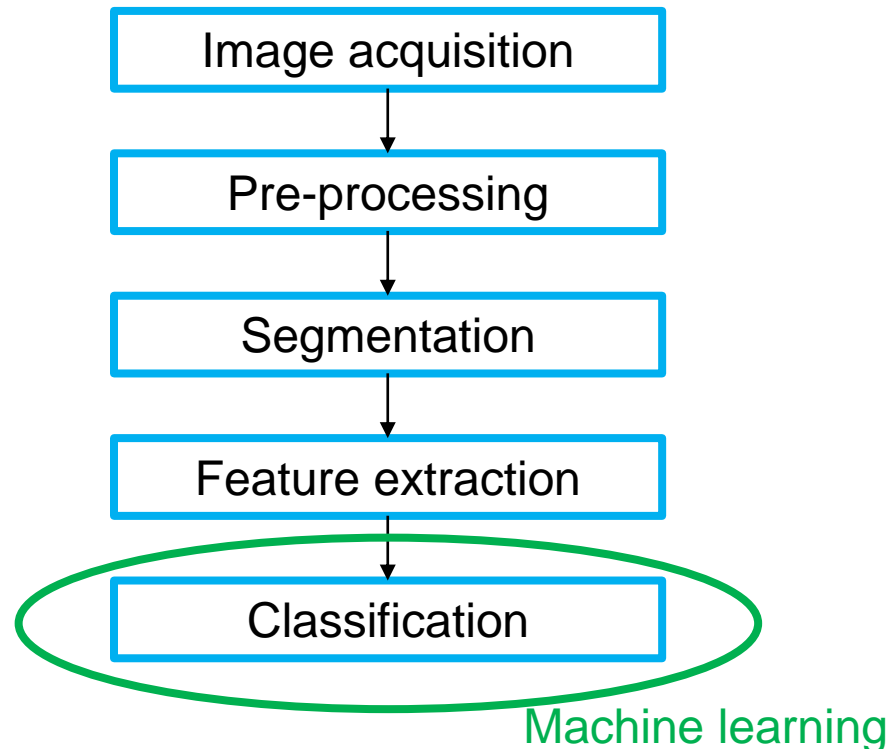 Image acquisition
Pre-processing
Segmentation
Feature extraction
Classification
Machine learning